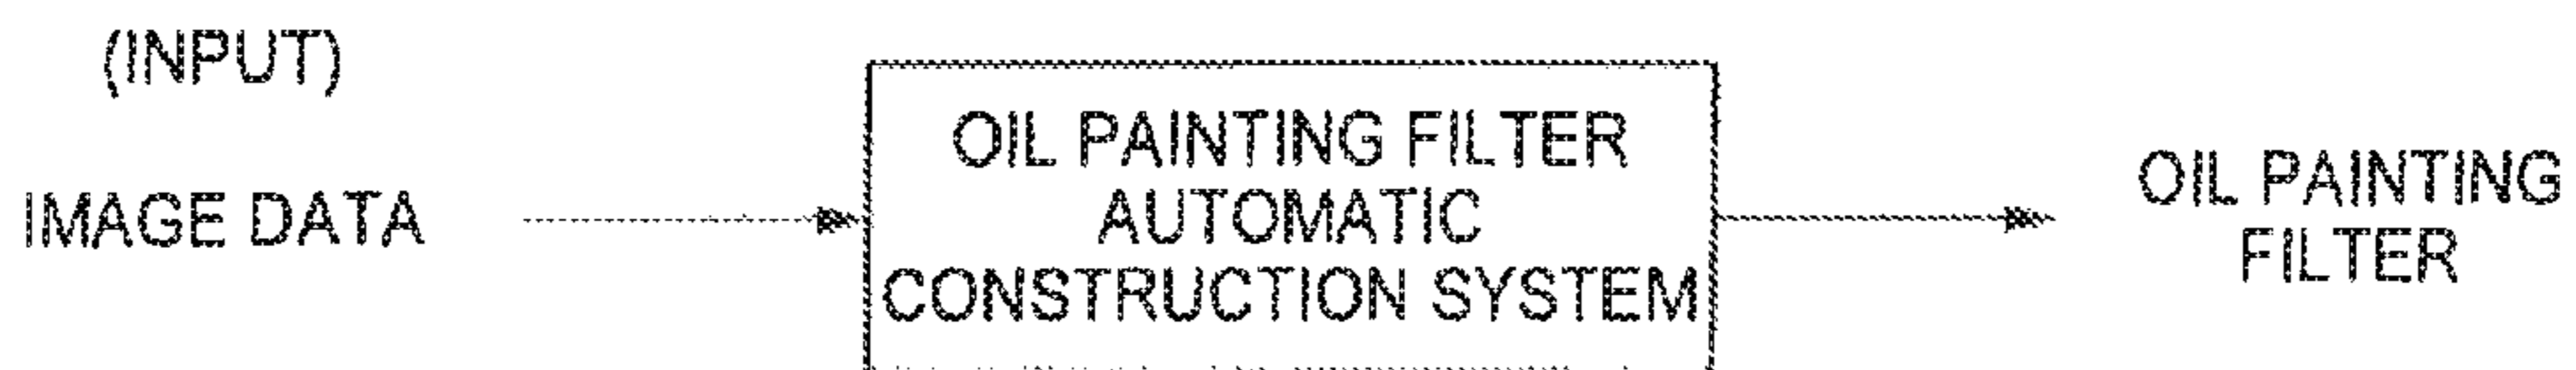 (INPUT)
IMAGE DATA
OIL PAINTING FILTER
AUTOMATIC
CONSTRUCTION SYSTEM
OIL PAINTING
FILTER